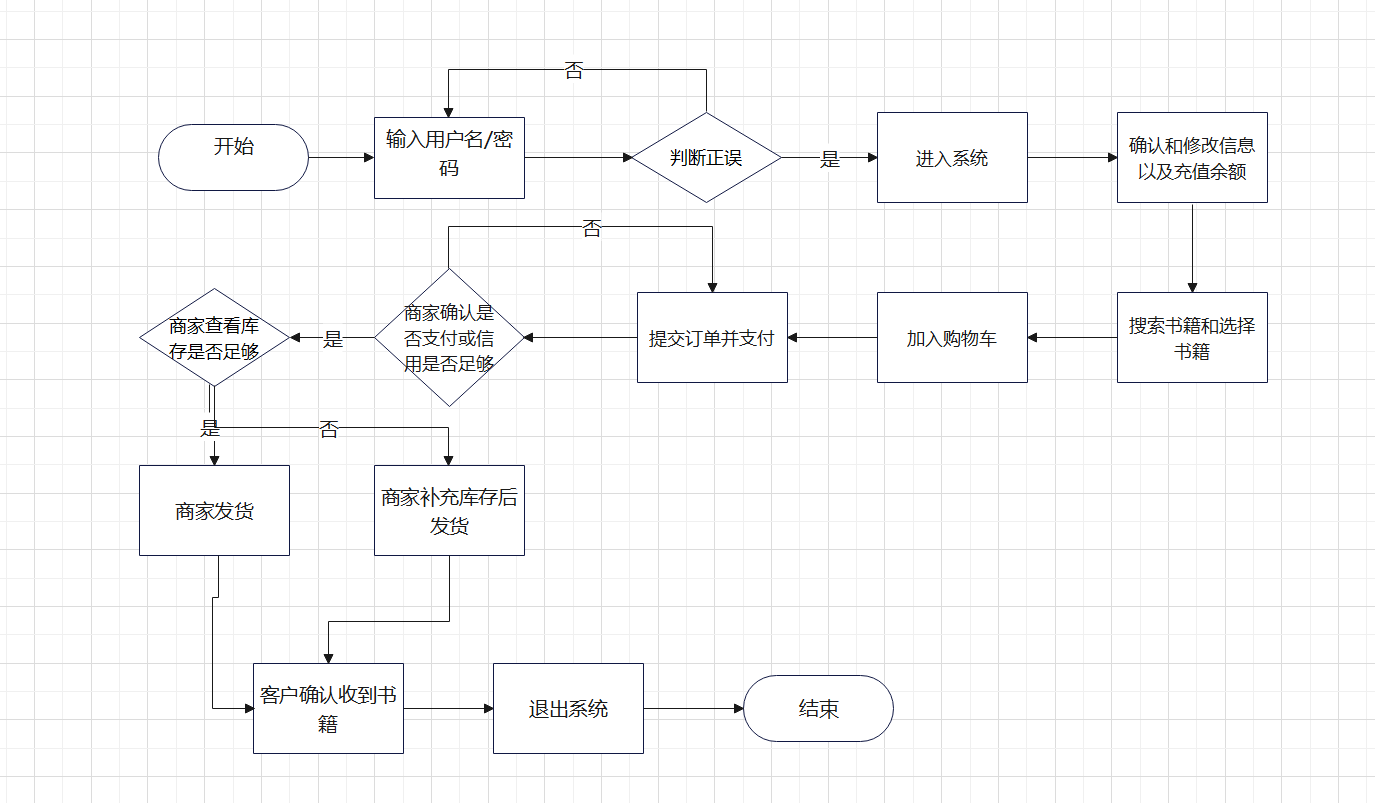 否
开始
输入用户名/密
码
判断正误
是
进入系统
确认和修改信息
以及充值余额
否
商家查看库
存是否足够
是
商家确认是
否支付或信
用是否足够
提交订单并支付
加入购物车
搜索书籍和选择
书籍
是
否
商家发货
商家补充库存后
发货
客户确认收到书
籍
退出系统
结束